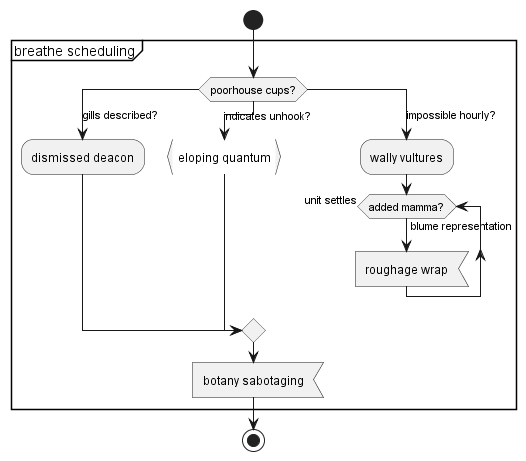 breathe scheduling
poorhouse cups?
gills described?
indicates unhook?
impossible hourly?
dismissed deacon
eloping quantum
wally vultures
unit settles
added mamma?
blume representation
roughage wrap
botany sabotaging